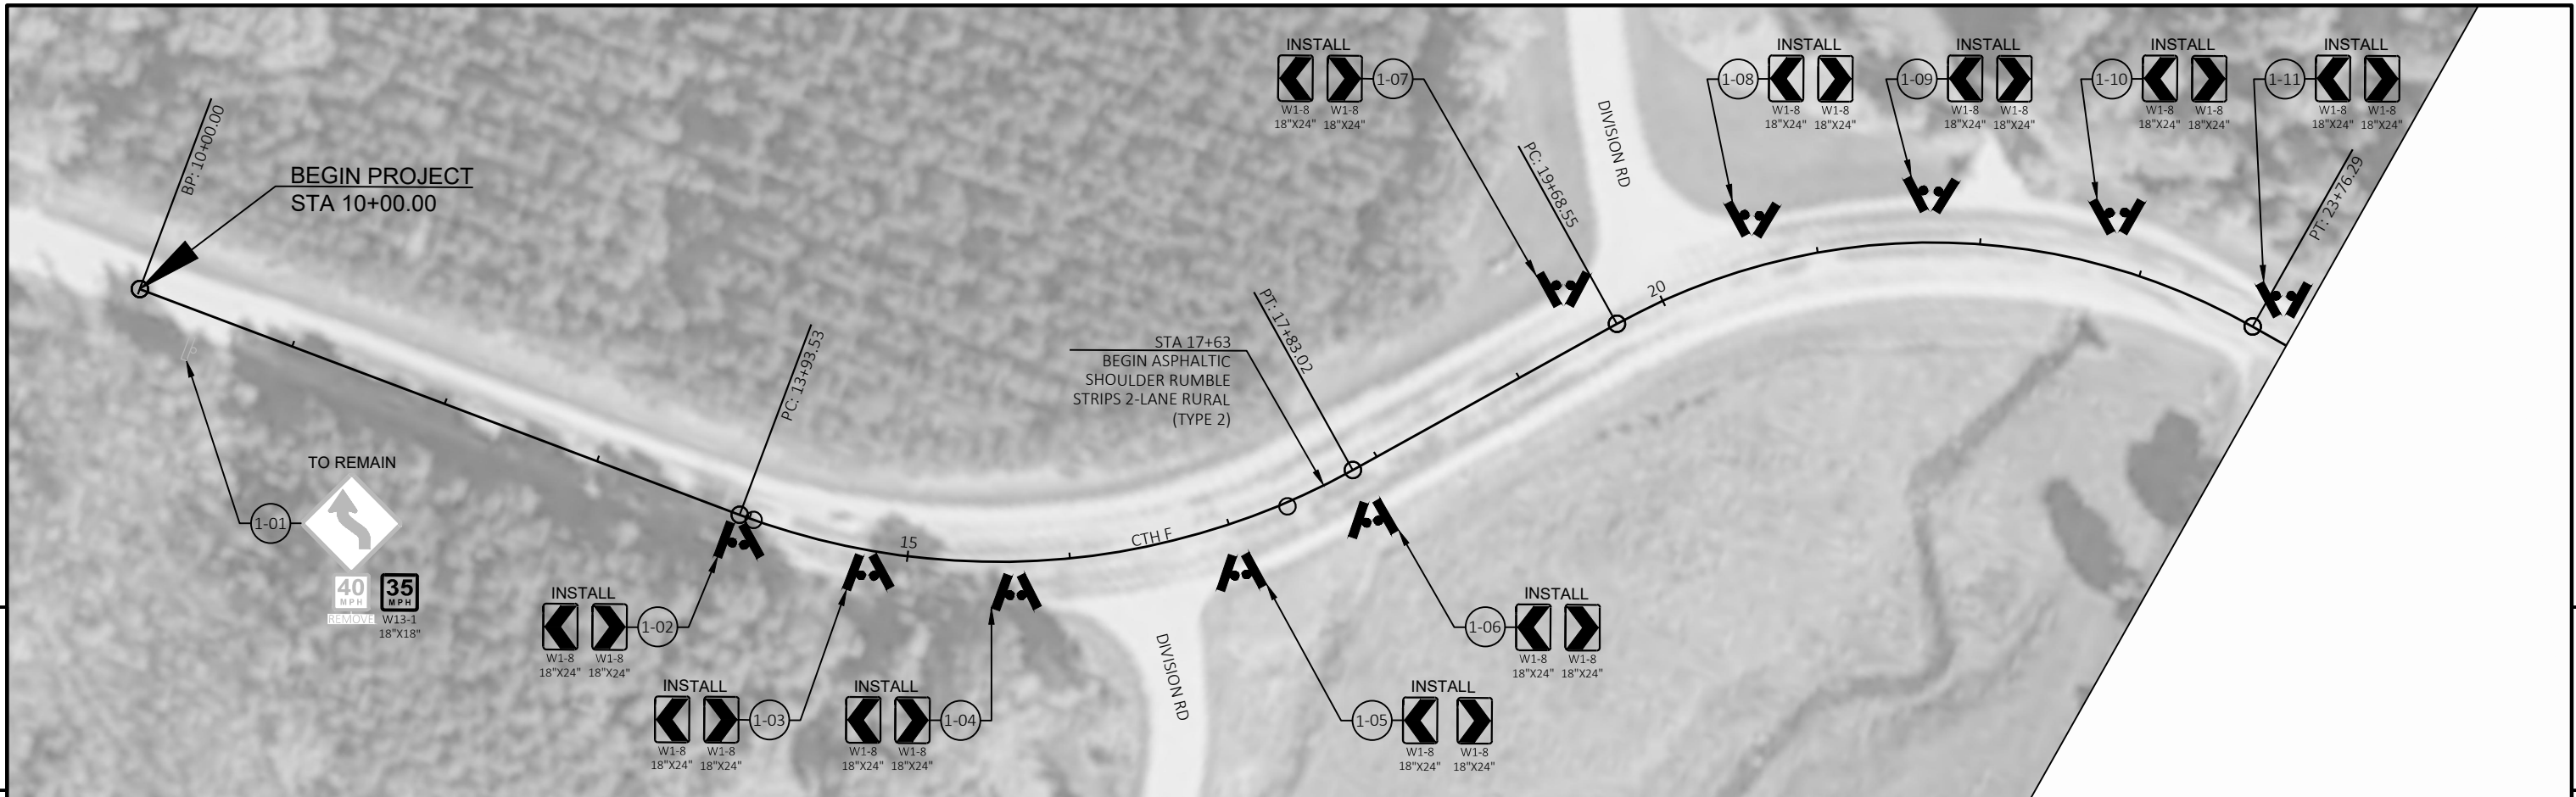 BP: 10+00.00
BEGIN PROJECT
STA 10+00.00
TO REMAIN
1-01
40
MPH
REMOVE
35
MPH
W13-1
18"X18"
PC: 13+93.53
INSTALL
W1-8
18"X24"
W1-8
18"X24"
1-02
INSTALL
W1-8
18"X24"
W1-8
18"X24"
1-03
INSTALL
W1-8
18"X24"
W1-8
18"X24"
1-04
15
CTH F
DIVISION RD
STA 17+63
BEGIN ASPHALTIC
SHOULDER RUMBLE
STRIPS 2-LANE RURAL
(TYPE 2)
PT: 17+83.02
1-05
INSTALL
W1-8
18"X24"
W1-8
18"X24"
1-06
INSTALL
W1-8
18"X24"
W1-8
18"X24"
INSTALL
W1-8
18"X24"
W1-8
18"X24"
1-07
PC: 19+68.55
DIVISION RD
20
1-08
INSTALL
W1-8
18"X24"
W1-8
18"X24"
1-09
INSTALL
W1-8
18"X24"
W1-8
18"X24"
1-10
INSTALL
W1-8
18"X24"
W1-8
18"X24"
1-11
INSTALL
W1-8
18"X24"
W1-8
18"X24"
PT: 23+76.29